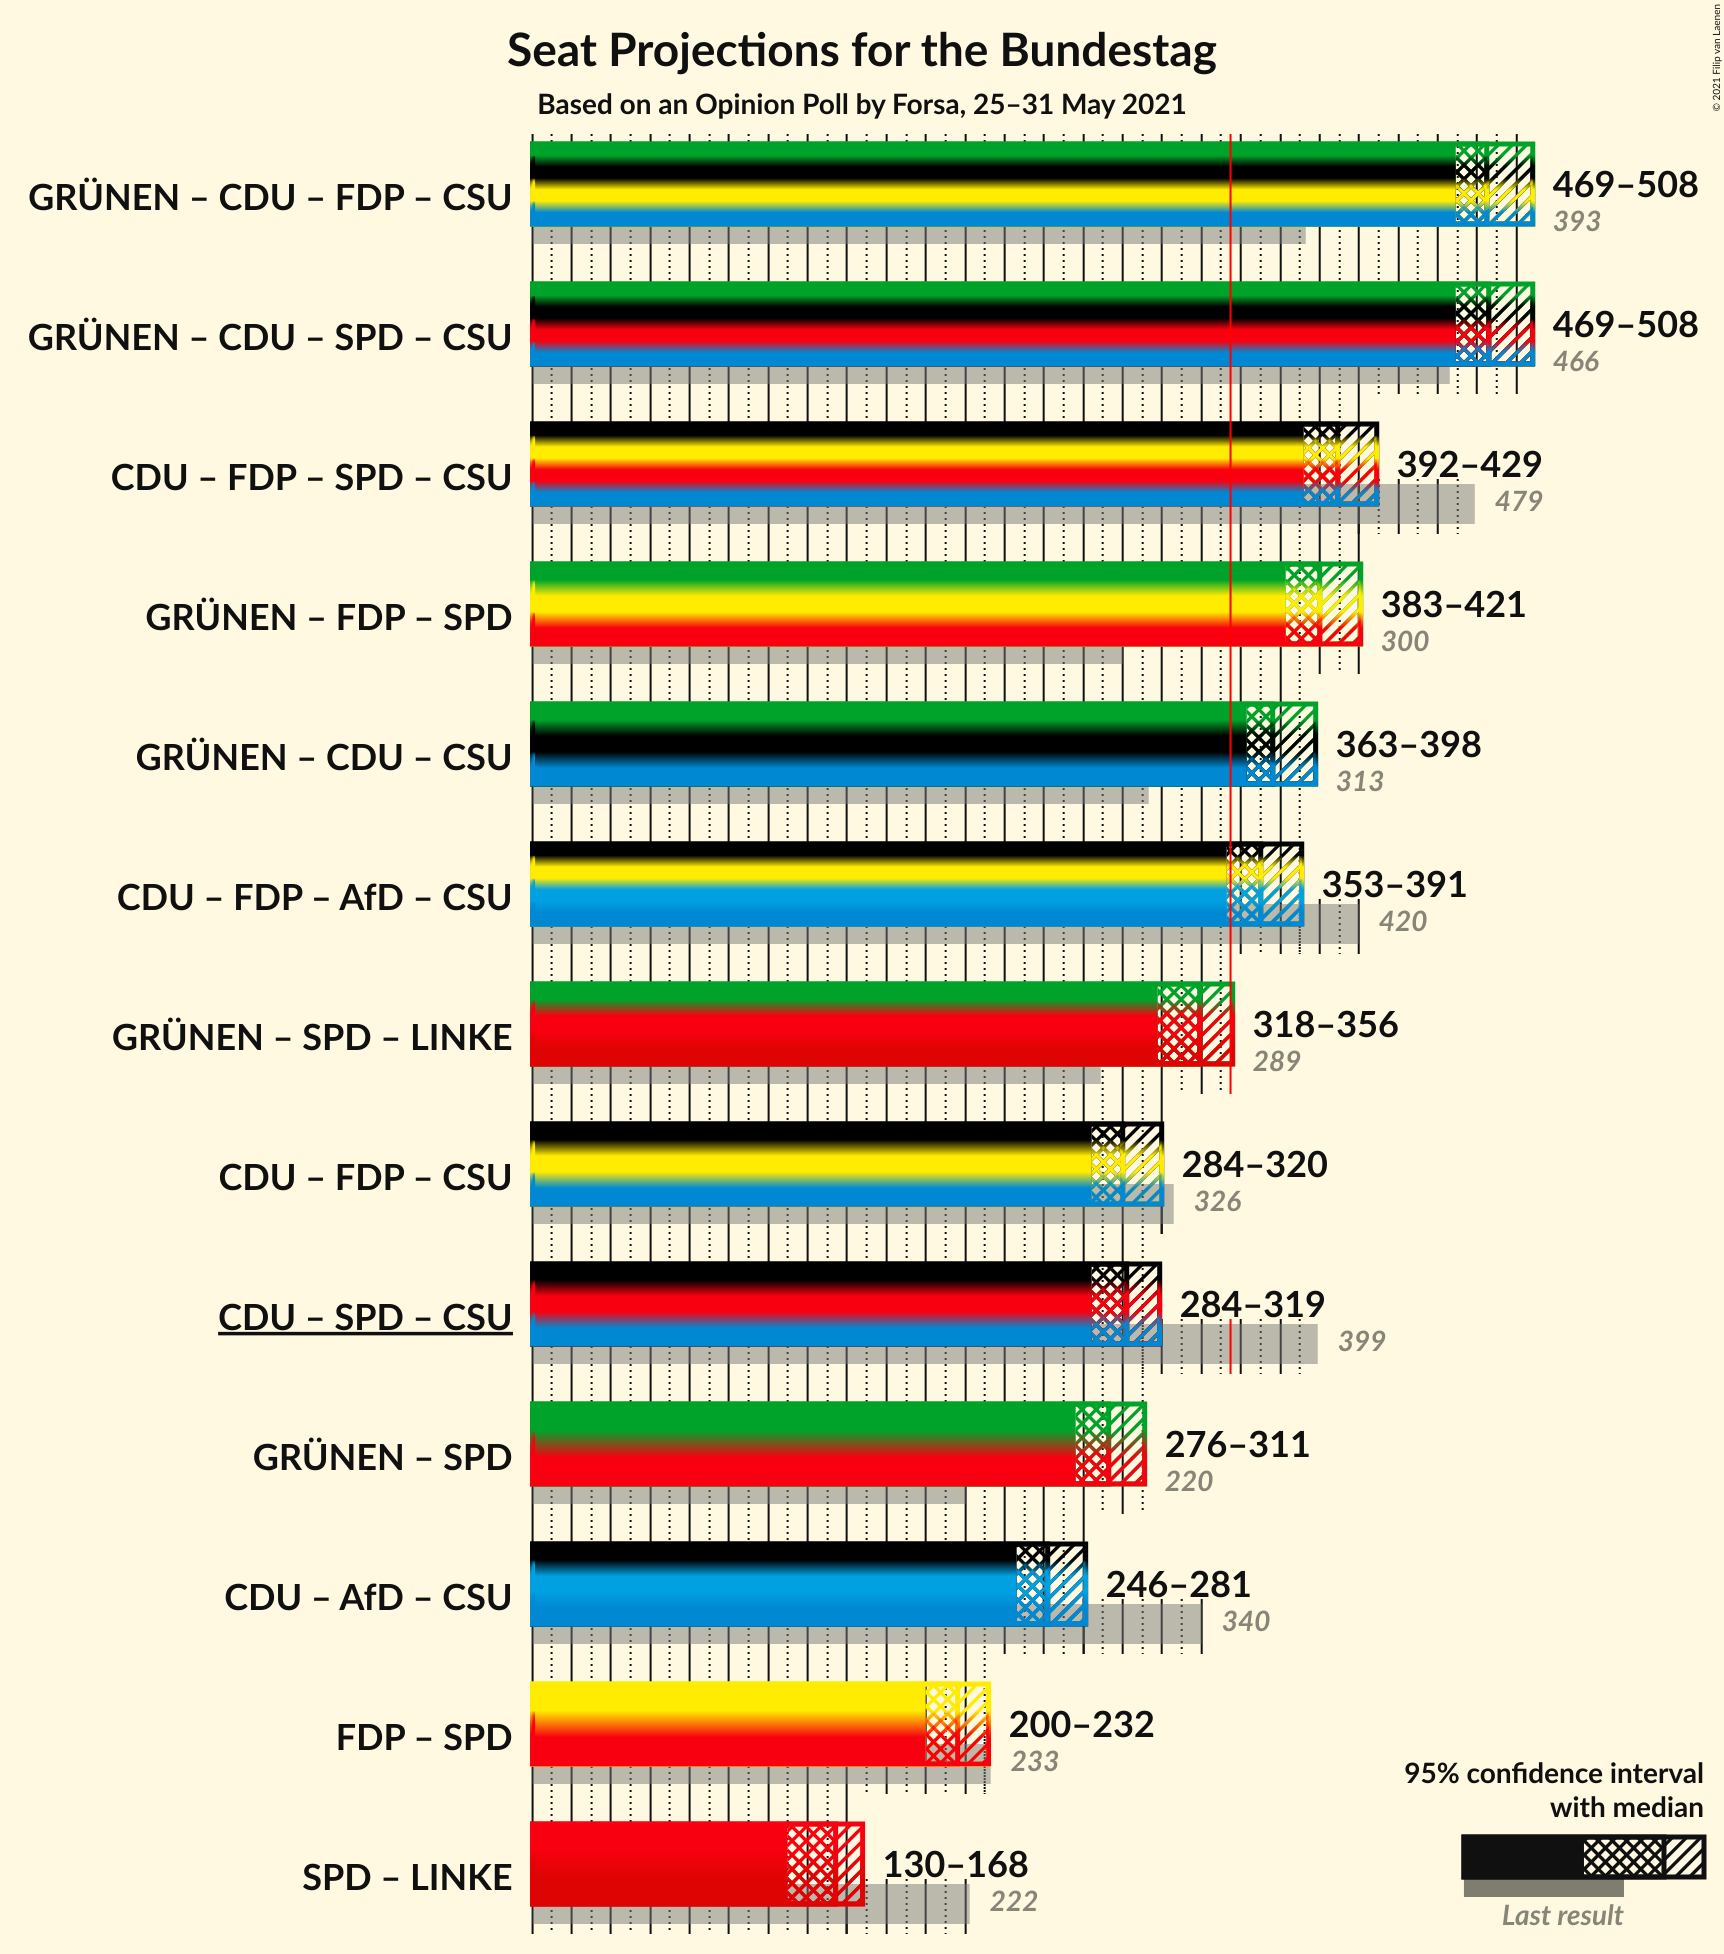 Seat Projections for the Bundestag
Based on an Opinion Poll by Forsa, 25–31 May 2021
© 2021 Filip van Laenen
GRÜNEN – CDU – FDP – CSU
469–508
393
GRÜNEN – CDU – SPD – CSU
469–508
466
CDU – FDP – SPD – CSU
392–429
479
GRÜNEN – FDP – SPD
383–421
300
GRÜNEN – CDU – CSU
363–398
313
CDU – FDP – AfD – CSU
353–391
420
GRÜNEN – SPD – LINKE
318–356
289
CDU – FDP – CSU
284–320
326
CDU – SPD – CSU
284–319
399
GRÜNEN – SPD
276–311
220
CDU – AfD – CSU
246–281
340
FDP – SPD
200–232
233
SPD – LINKE
130–168
222
95% confidence interval
with median
Last result